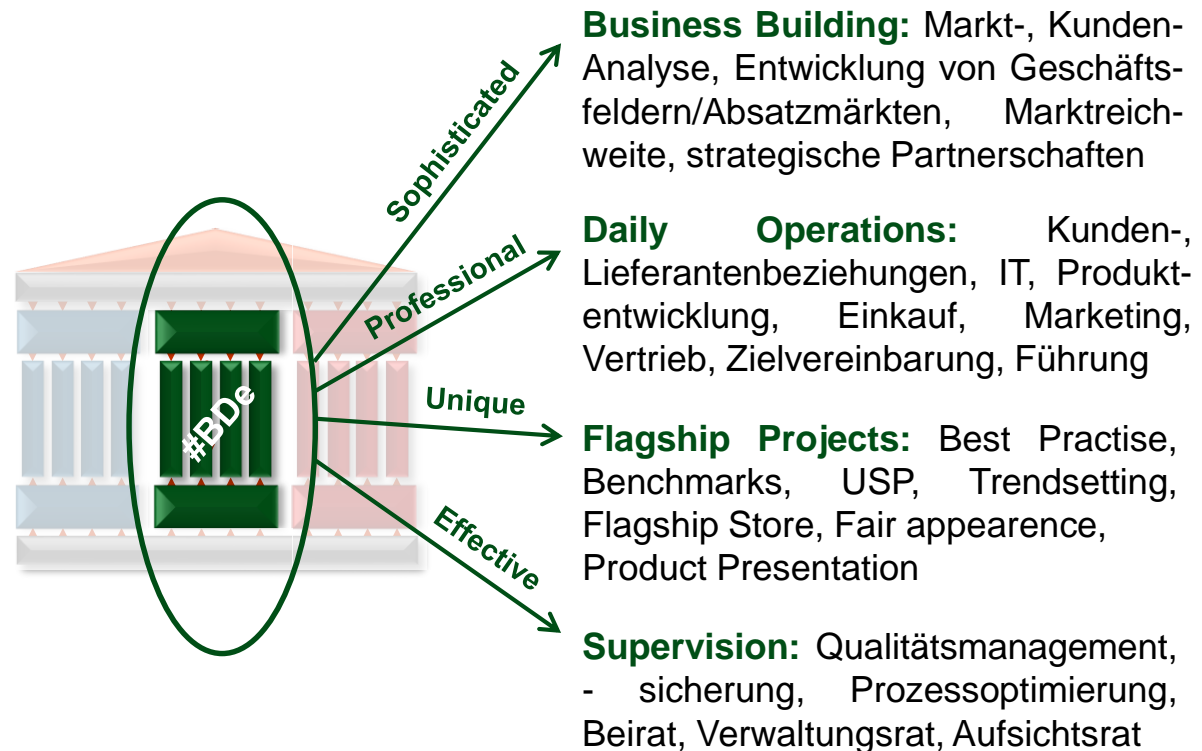 Business Building: Markt-, Kunden-
Analyse, Entwicklung von Geschäfts-
feldern/Absatzmärkten, Marktreich-
weite, strategische Partnerschaften
Sophisticated
Daily Operations: Kunden-,
Lieferantenbeziehungen, IT, Produkt-
entwicklung, Einkauf, Marketing,
Vertrieb, Zielvereinbarung, Führung
Professional
#BDe
Unique
Flagship Projects: Best Practise,
Benchmarks, USP, Trendsetting,
Flagship Store, Fair appearence,
Product Presentation
Effective
Supervision: Qualitätsmanagement,
- sicherung, Prozessoptimierung,
Beirat, Verwaltungsrat, Aufsichtsrat